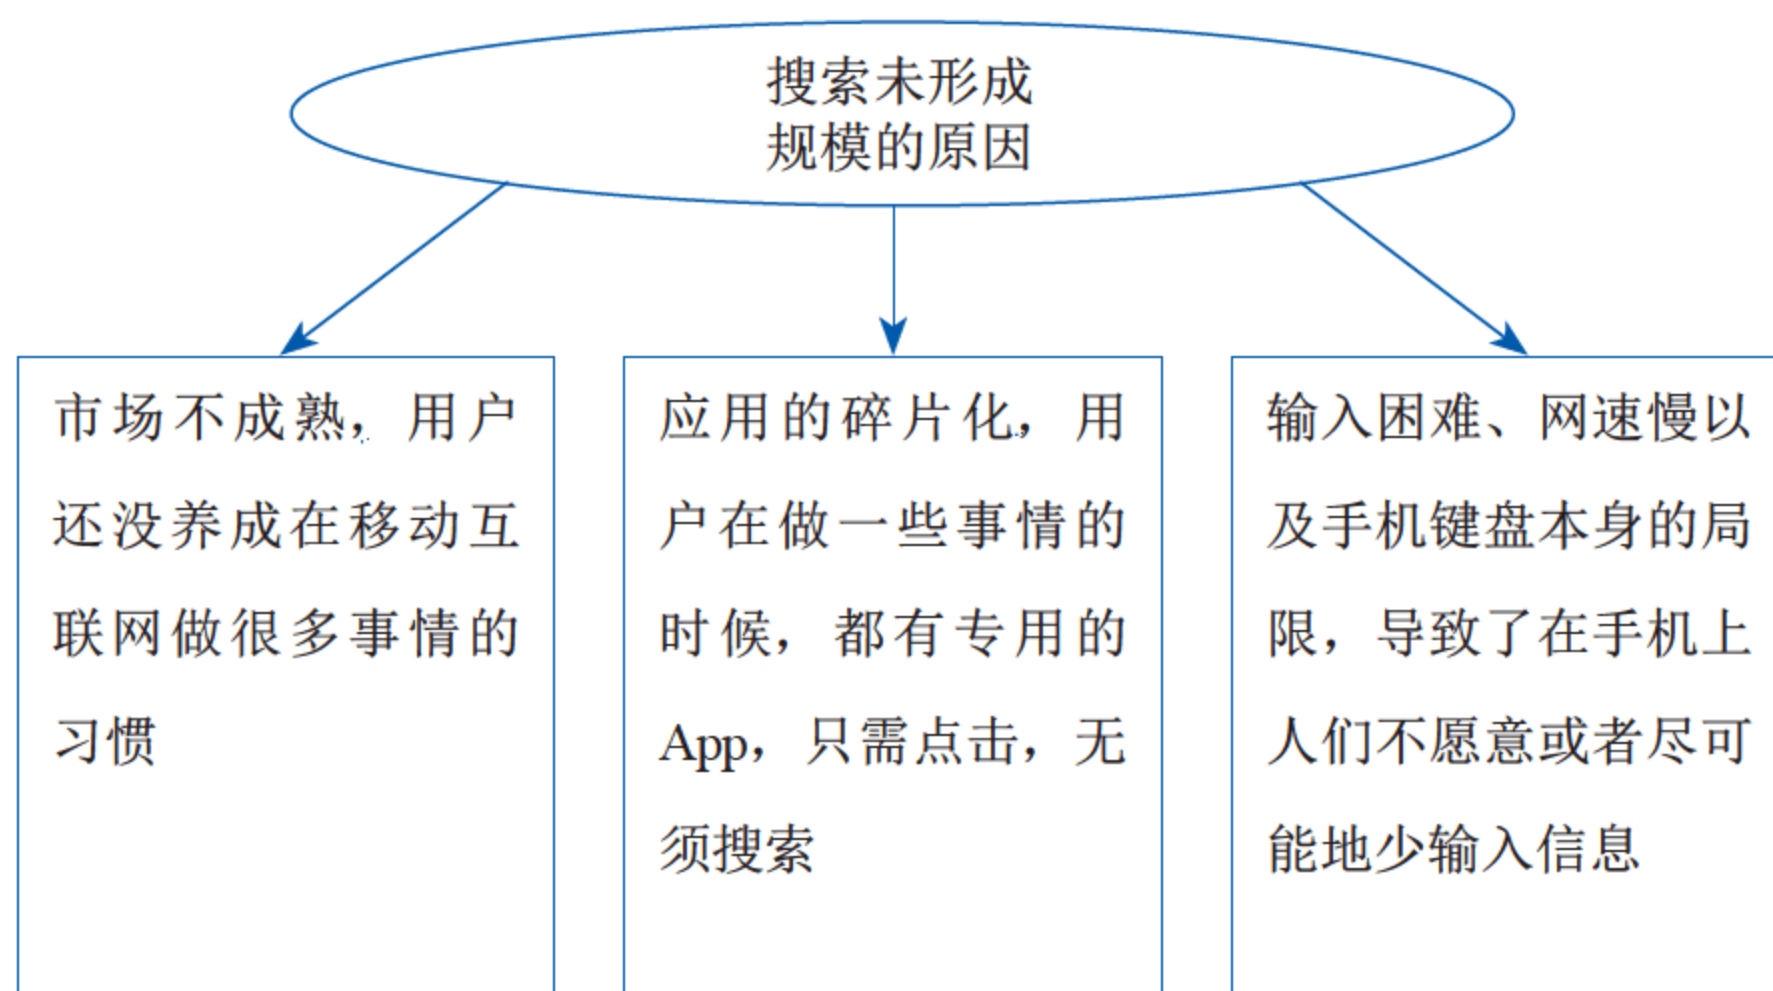 搜索未形成
规模的原因
市场不成熟，用户
还没养成在移动互
联网做很多事情的
习惯
应用的碎片化，用
户在做一些事情的
时候，都有专用的
App，只需点击，无
须搜索
输入困难、网速慢以
及手机键盘本身的局
限，导致了在手机上
人们不愿意或者尽可
能地少输入信息